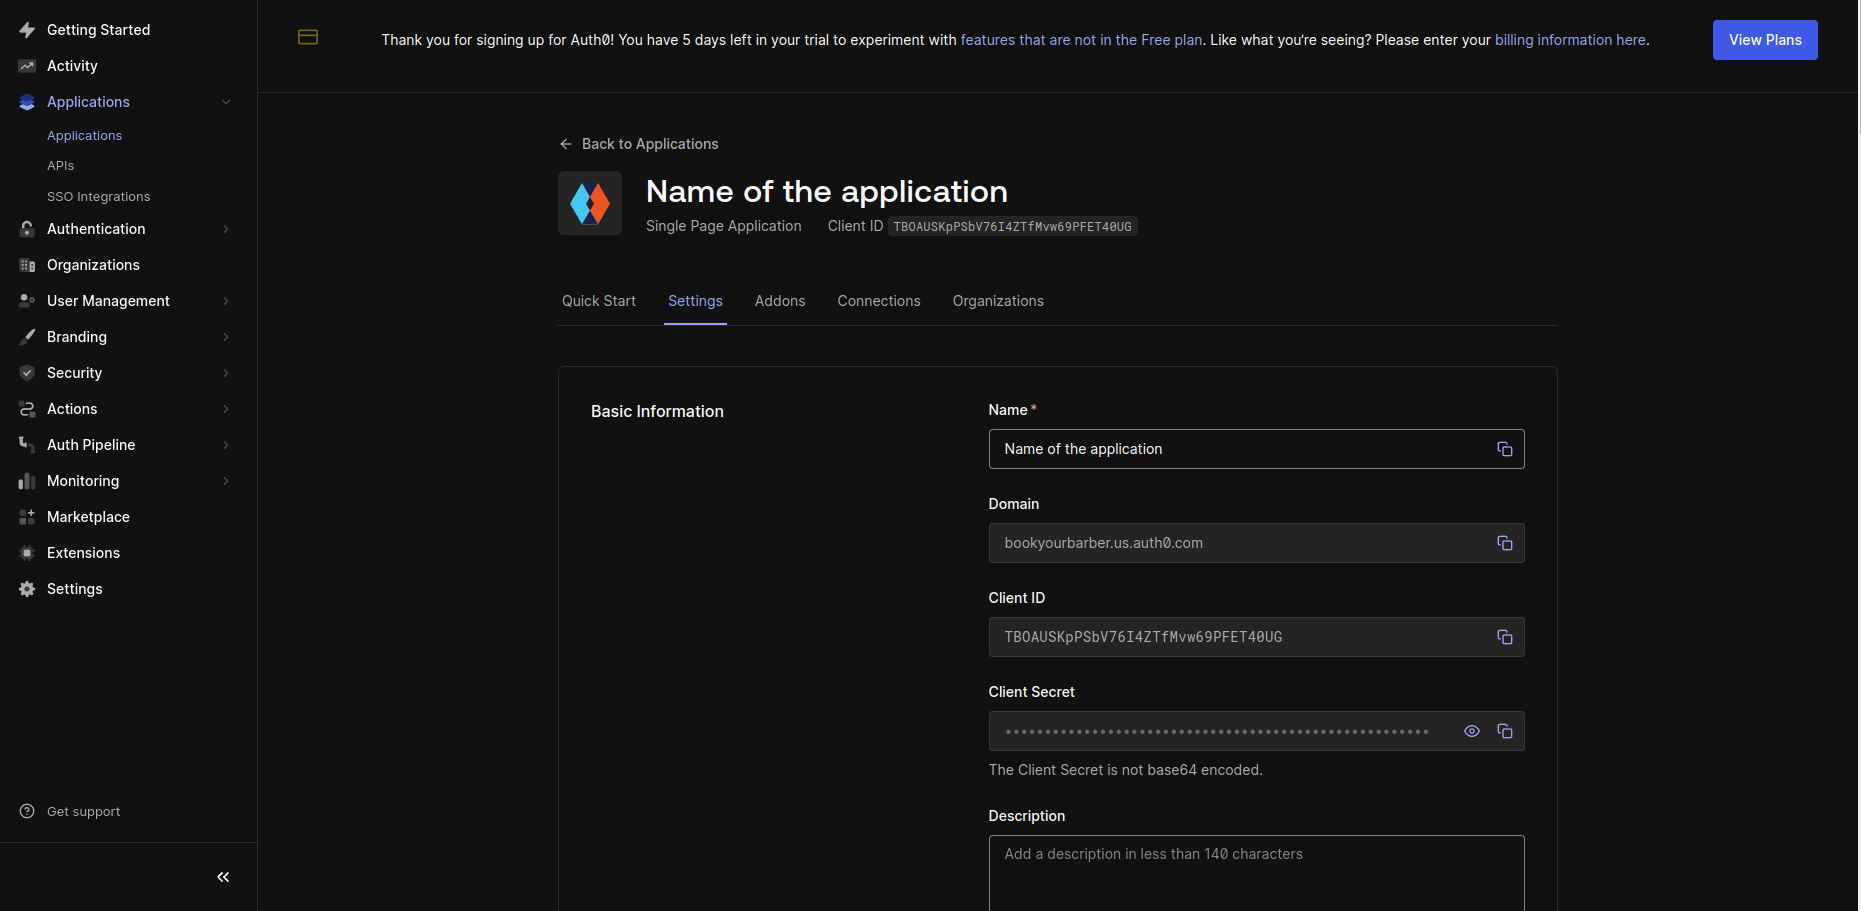 Getting Started
Activity
Applications
Applications
APIs
SSO Integrations
Authentication
Organizations
User Management
Branding
Security
Actions
Auth Pipeline
Monitoring
Marketplace
Extensions
Settings
Get support
Thank you for signing up for Auth0! You have 5 days left in your trial to experiment with features that are not in the Free plan. Like what you're seeing? Please enter your billing information here.
View Plans
Back to Applications
Name of the application
Single Page Application Client ID TBOAUSKpPSbV76I4ZTfMvw69PFET40UG
Quick Start Settings Addons Connections Organizations
Basic Information
Name *
Name of the application
Domain
bookyourbarber.us.auth0.com
Client ID
TBOAUSKpPSbV76I4ZTfMvw69PFET40UG
Client Secret
The Client Secret is not base64 encoded.
Description
Add a description in less than 140 characters